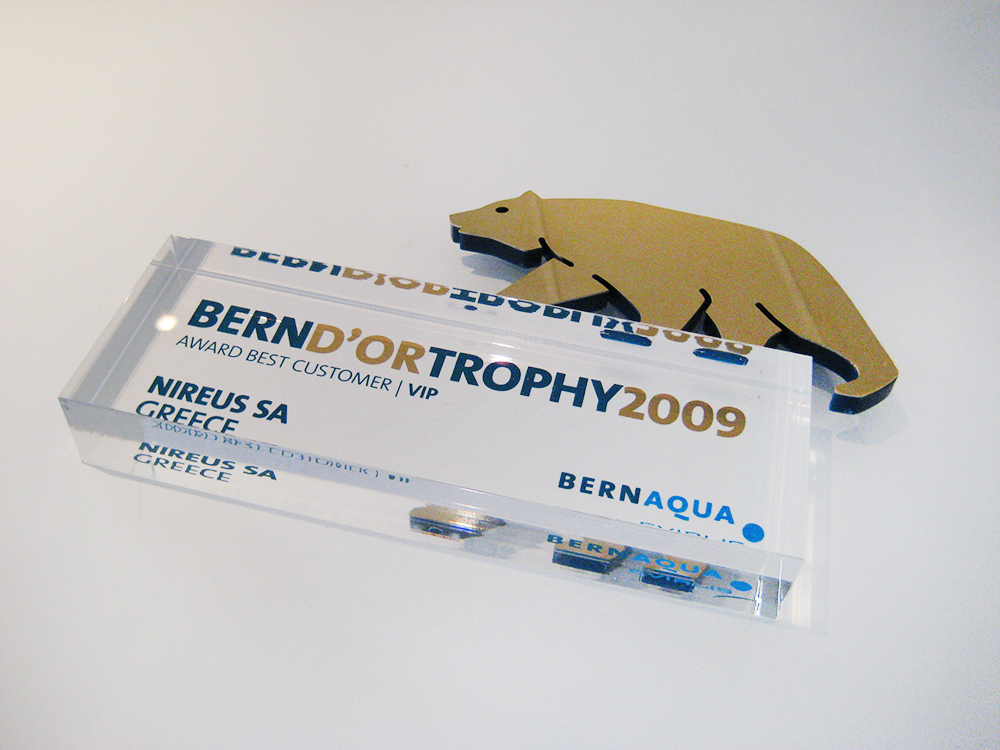 BERND'ORTROPHY2009
AWARD BEST CUSTOMER | VIP
NIREUS SA
GREECE
BERNAQUA